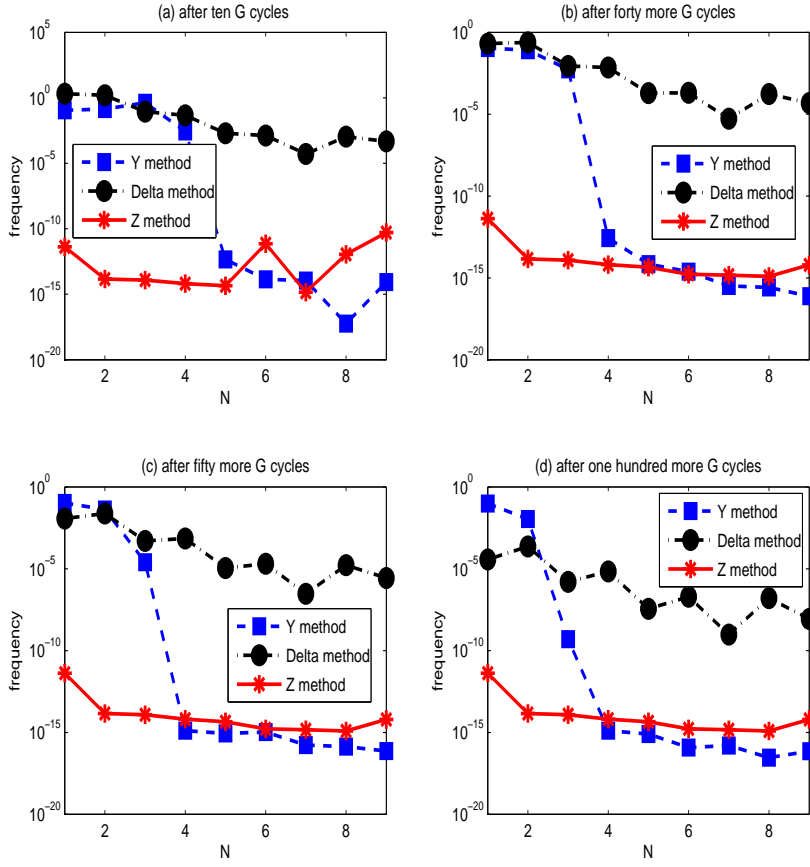 (a) after ten G cycles
10^5
10^0
10^−5
10^−10
10^−15
10^−20
frequency
2 4 6 8
N
Y method
Delta method
Z method
(b) after forty more G cycles
10^0
10^−5
10^−10
10^−15
10^−20
frequency
2 4 6 8
N
Y method
Delta method
Z method
(c) after fifty more G cycles
10^0
10^−5
10^−10
10^−15
10^−20
frequency
2 4 6 8
N
Y method
Delta method
Z method
(d) after one hundred more G cycles
10^0
10^−5
10^−10
10^−15
10^−20
frequency
2 4 6 8
N
Y method
Delta method
Z method